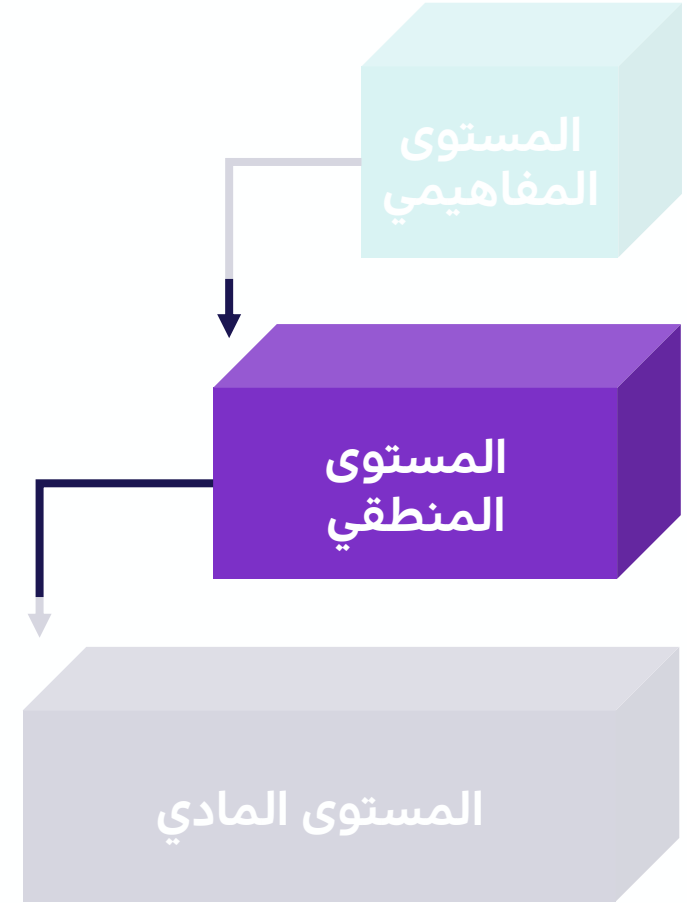 المستوى
المفاهيمي
المستوى
المنطقي
المستوى المادي